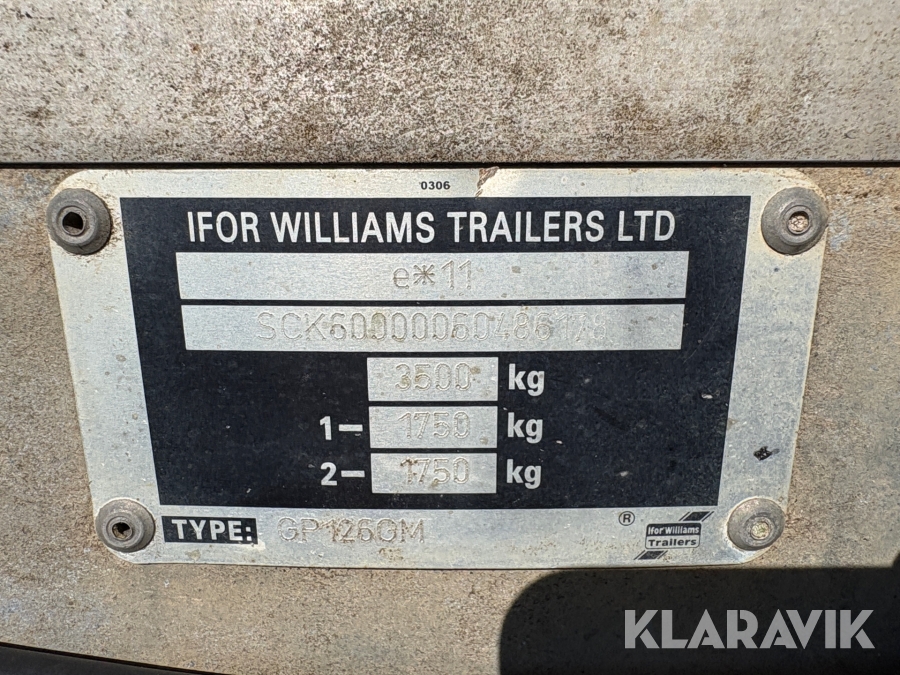 0306
IFOR WILLIAMS TRAILERS LTD
e*11
3500 kg
1- 1750 kg
2- 1750 kg
TYPE: GP126GM
®
Ifor Williams
Trailers
KLARAVIK